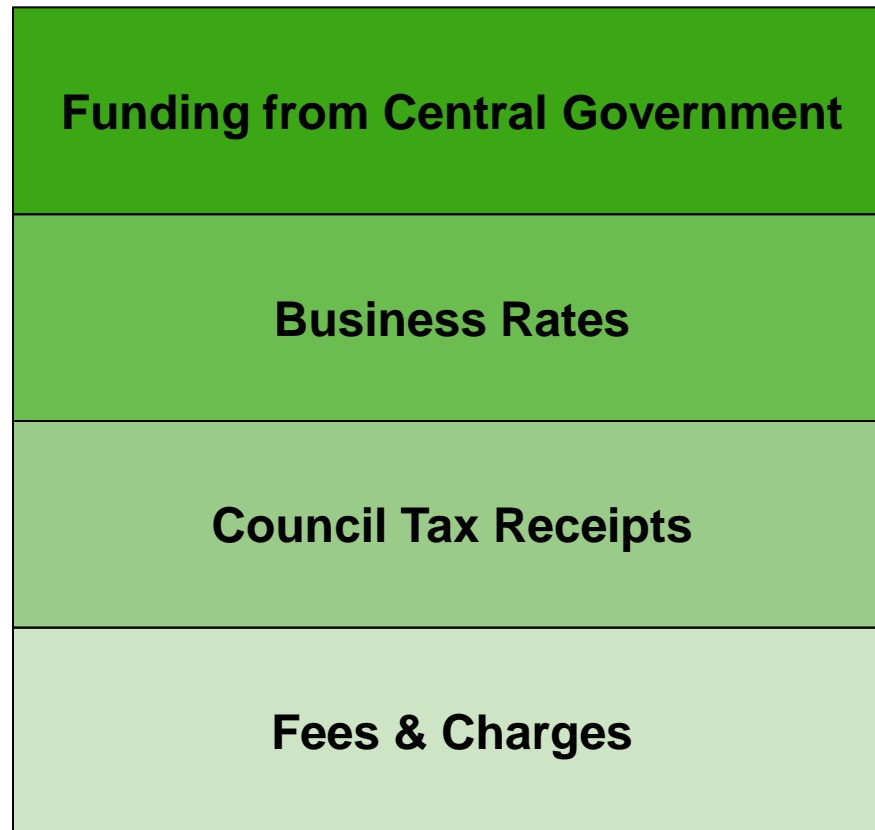 Funding from Central Government
Business Rates
Council Tax Receipts
Fees & Charges